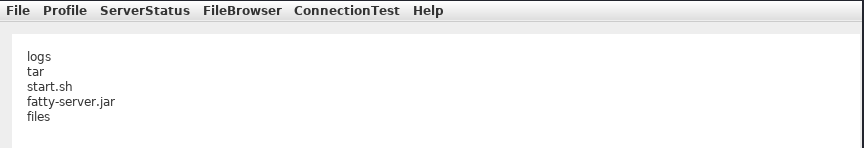 File Profile ServerStatus FileBrowser ConnectionTest Help
logs
tar
start.sh
fatty-server.jar
files